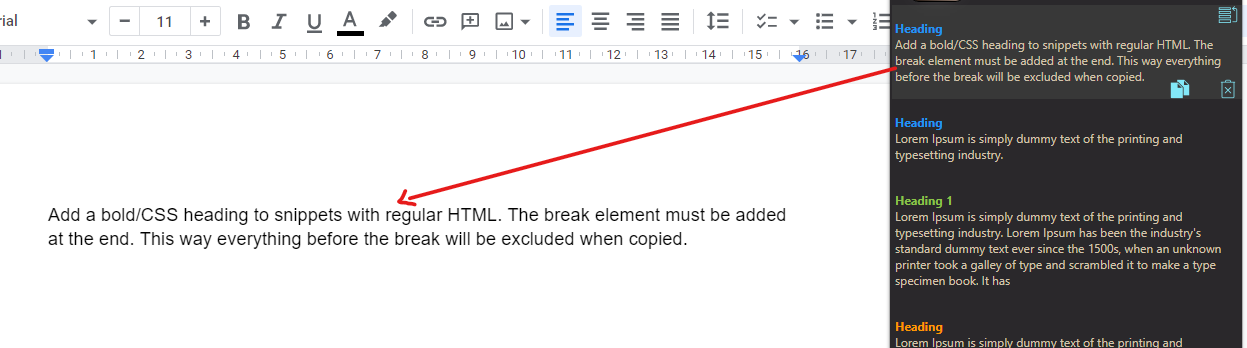 rial
11
B I U A
1 1 2 3 4 5 6 7 8 9 10 11 12 13 14 15 16 17
Add a bold/CSS heading to snippets with regular HTML. The break element must be added
at the end. This way everything before the break will be excluded when copied.
Heading
Add a bold/CSS heading to snippets with regular HTML. The
break element must be added at the end. This way everything
before the break will be excluded when copied.
Heading
Lorem Ipsum is simply dummy text of the printing and
typesetting industry.
Heading 1
Lorem Ipsum is simply dummy text of the printing and
typesetting industry. Lorem Ipsum has been the industry's
standard dummy text ever since the 1500s, when an unknown
printer took a galley of type and scrambled it to make a type
specimen book. It has
Heading
Lorem Ipsum is simply dummy text of the printing and